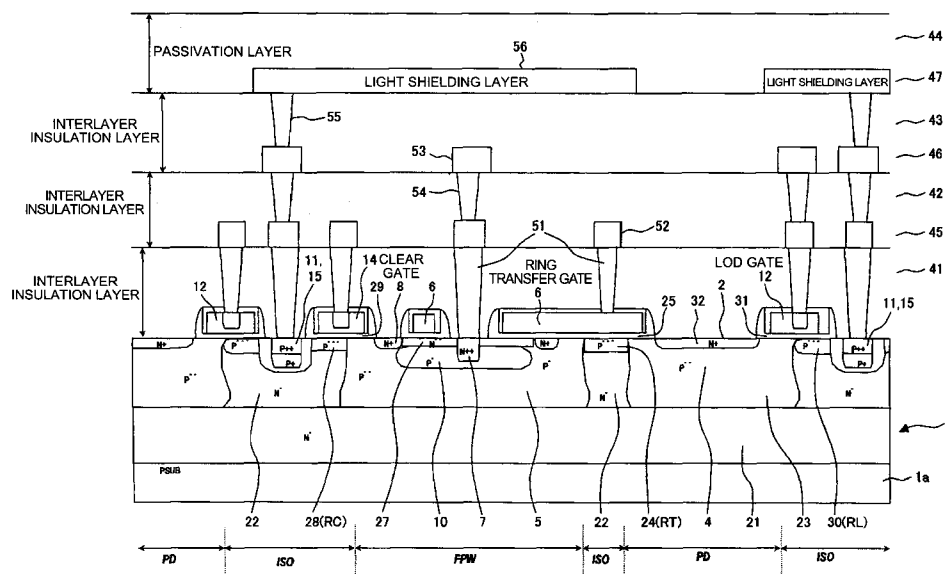 44
PASSIVATION LAYER
56
LIGHT SHIELDING LAYER
LIGHT SHIELDING LAYER
47
55
43
INTERLAYER
INSULATION LAYER
53
46
54
42
INTERLAYER
INSULATION LAYER
51
52
45
INTERLAYER
INSULATION LAYER
12
11,
15
14
CLEAR
GATE
29
8
6
RING
TRANSFER GATE
6
25
32
2
LOD GATE
31
12
41
11,15
N+
P--
P++
P+
P--
N+
N-
N++
N+
P--
N+
P--
P++
P+
P--
N-
P-
P-
N-
P--
P--
N-
N-
PSUB
1a
22
28(RC)
27
10
7
5
22
24(RT)
4
21
23
30(RL)
PD
ISO
FPW
ISO
PD
ISO